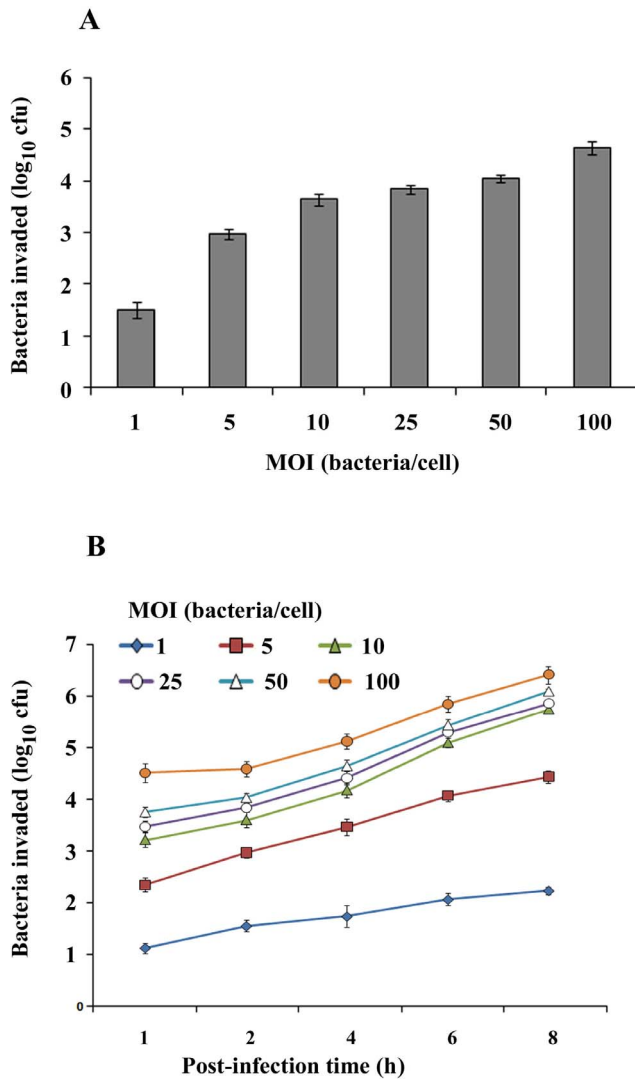 A
Bacteria invaded (log10 cfu)
6
5
4
3
2
1
0
1 5 10 25 50 100
MOI (bacteria/cell)
B
MOI (bacteria/cell)
1 5 10
25 50 100
Bacteria invaded (log10 cfu)
7
6
5
4
3
2
1
0
1 2 4 6 8
Post-infection time (h)